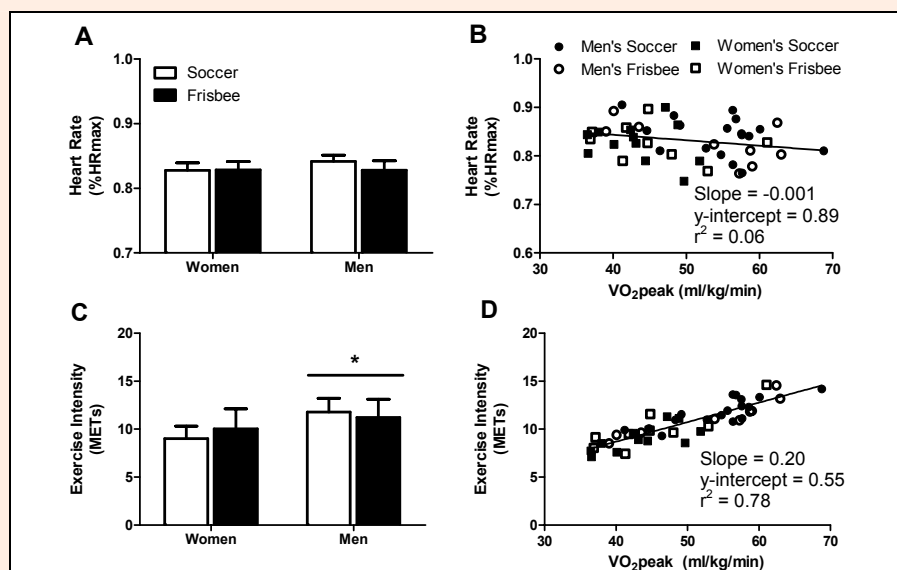 A
Soccer
Frisbee
Heart Rate
(%HRmax)
1.0
0.9
0.8
0.7
Women
Men
B
Men's Soccer
Women's Soccer
Men's Frisbee
Women's Frisbee
Heart Rate
(%HRmax)
1.0
0.9
0.8
0.7
0.6
Slope = -0.001
y-intercept = 0.89
r² = 0.06
30
40
50
60
70
VO₂peak (ml/kg/min)
C
Exercise Intensity
(METs)
20
15
10
5
0
*
Women
Men
D
Exercise Intensity
(METs)
20
15
10
5
0
Slope = 0.20
y-intercept = 0.55
r² = 0.78
30
40
50
60
70
VO₂peak (ml/kg/min)